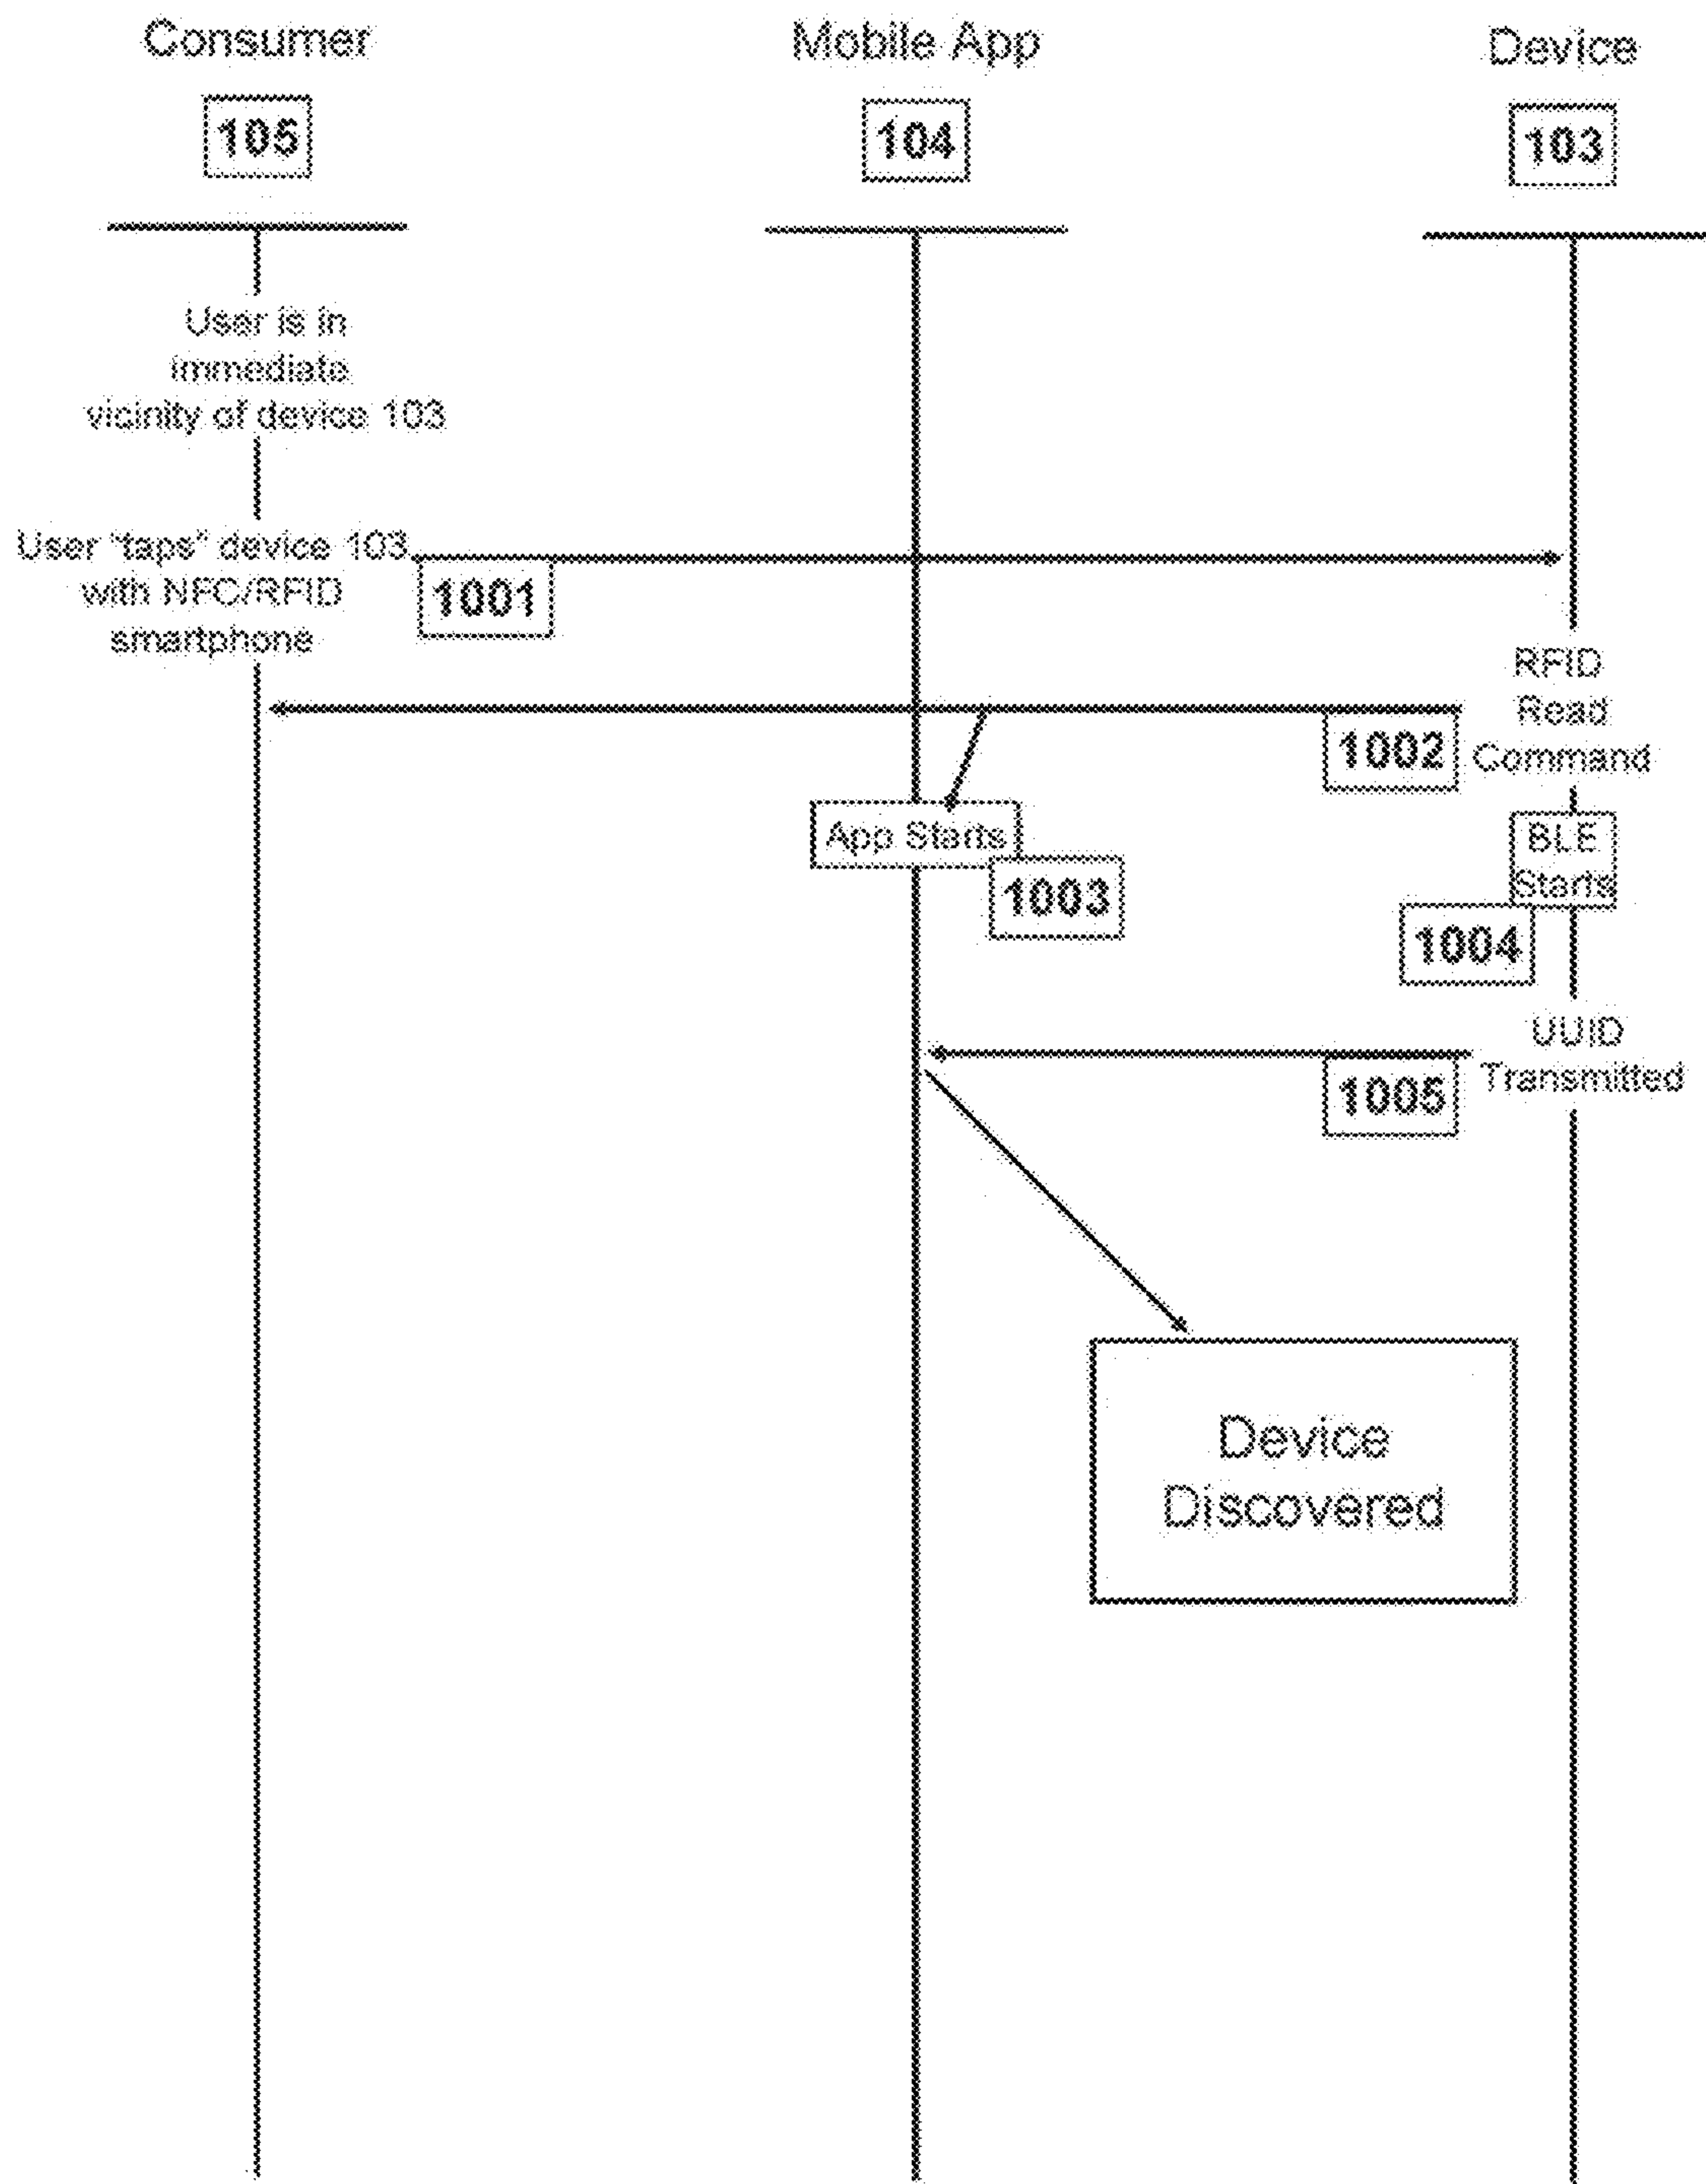 Consumer
Mobile App
Device
105
104
103
User is in
immediate
vicinity of device 103
User "taps" device 103
with NFC/RFID
smartphone
1001
RFID
Read
Command
1002
App Starts
1003
BLE
Starts
1004
UUID
Transmitted
1005
Device
Discovered